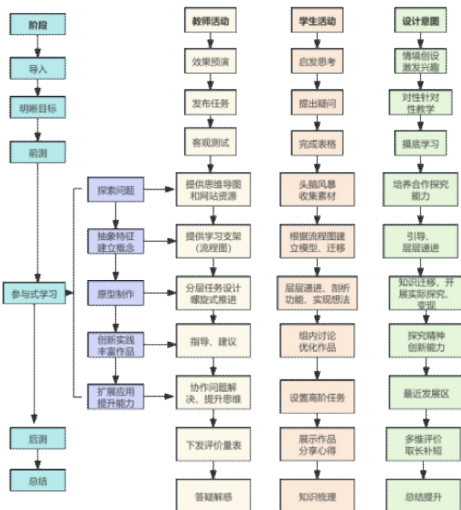 阶段
教师活动
学生活动
设计意图
导入
效果预演
启发思考
情境创设
激发兴趣
明晰目标
发布任务
提出疑问
对性针对
性教学
前测
客观测试
完成表格
摸底学习
探索问题
提供思维导图
和网站资源
头脑风暴
收集素材
培养合作探究
能力
抽象特征
建立概念
提供学习支架
（流程图）
根据流程图建
立模型、迁移
引导、
层层递进
参与式学习
原型制作
分层任务设计
螺旋式推进
层层递进、剖析
功能、实现想法
知识迁移、开
展实际探究、
变现
创新实践
丰富作品
指导、建议
组内讨论
优化作品
探究精神
创新能力
扩展应用
提升能力
协作问题解
决、提升思维
设置高阶任务
最近发展区
后测
下发评价量表
展示作品
分享心得
多维评价
取长补短
总结
答疑解惑
知识梳理
总结提升